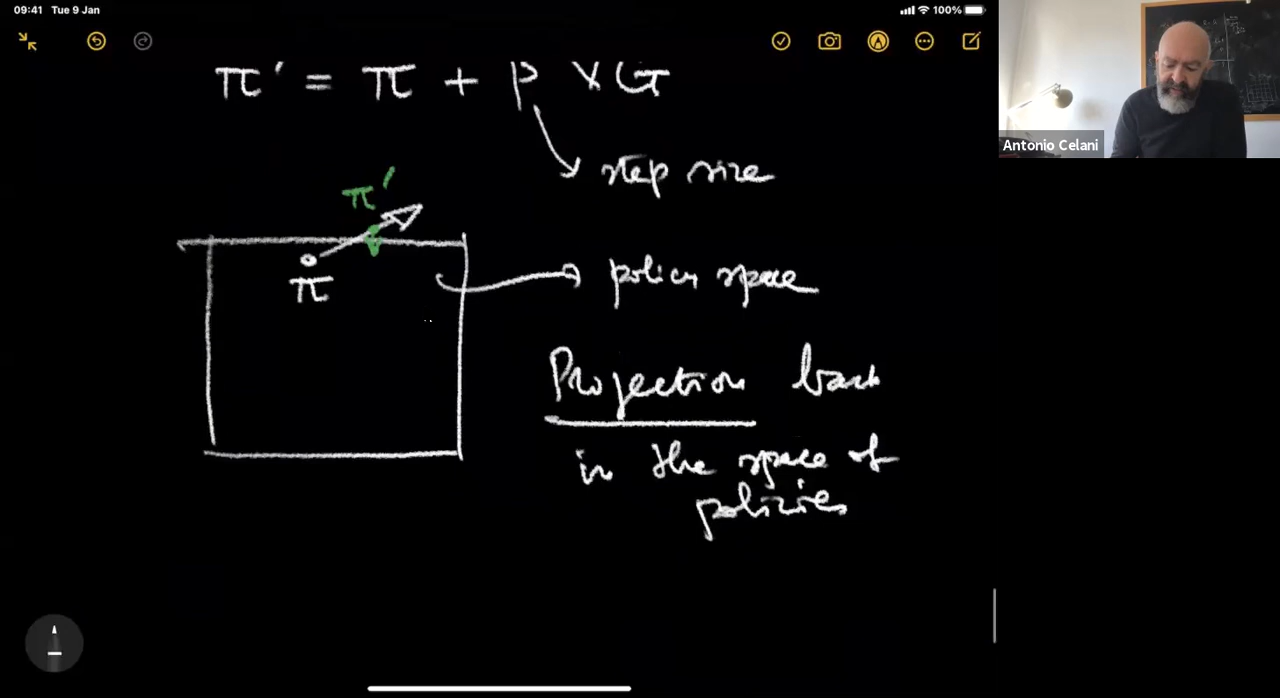 09:41 Tue 9 Jan
100%
Antonio Celani
π' = π + ρ ∇G
step size
π'
π
policy space
Projection back
in the space of
policies